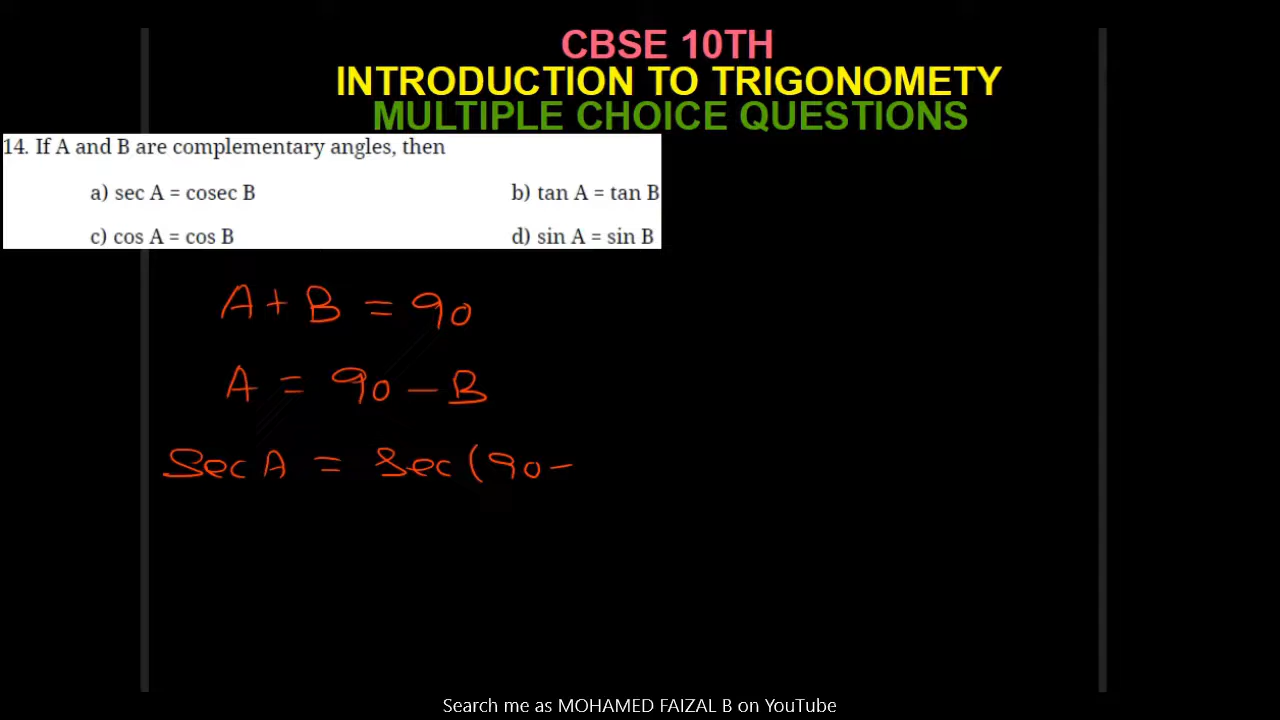 CBSE 10TH
INTRODUCTION TO TRIGONOMETY
MULTIPLE CHOICE QUESTIONS
14. If A and B are complementary angles, then
a) sec A = cosec B b) tan A = tan B
c) cos A = cos B d) sin A = sin B
A + B = 90
A = 90 - B
Sec A = Sec (90 -
Search me as MOHAMED FAIZAL B on YouTube